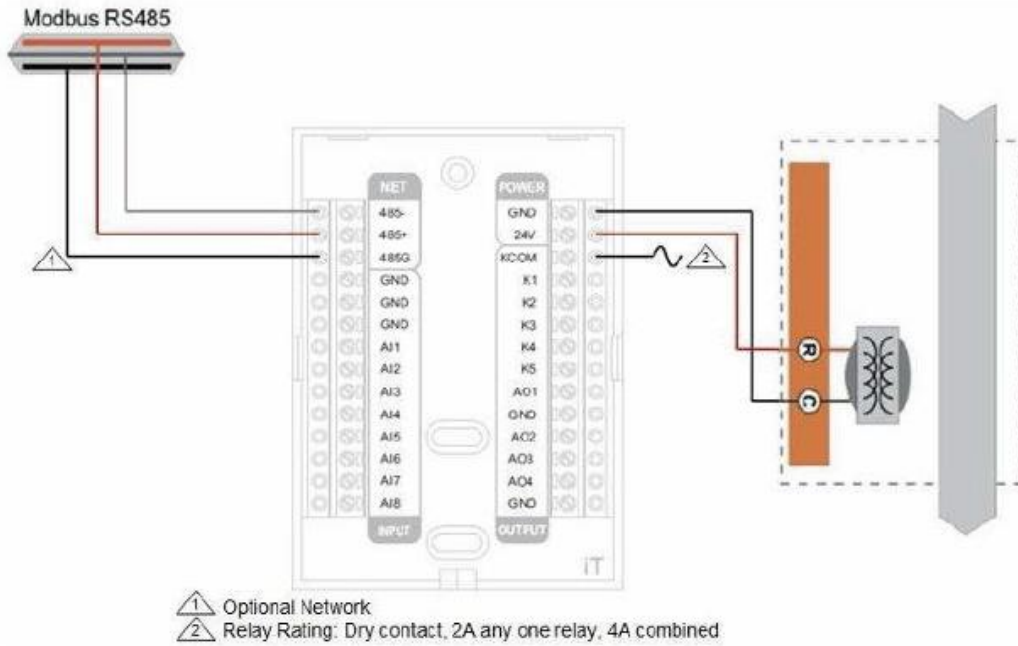 Modbus RS485
NET
485-
485+
485G
GND
GND
GND
AI1
AI2
AI3
AI4
AI5
AI6
AI7
AI8
INPUT
POWER
GND
24V
KCOM
K1
K2
K3
K4
K5
AO1
GND
AO2
AO3
AO4
GND
OUTPUT
iT
1
2
R
C
1 Optional Network
2 Relay Rating: Dry contact, 2A any one relay, 4A combined